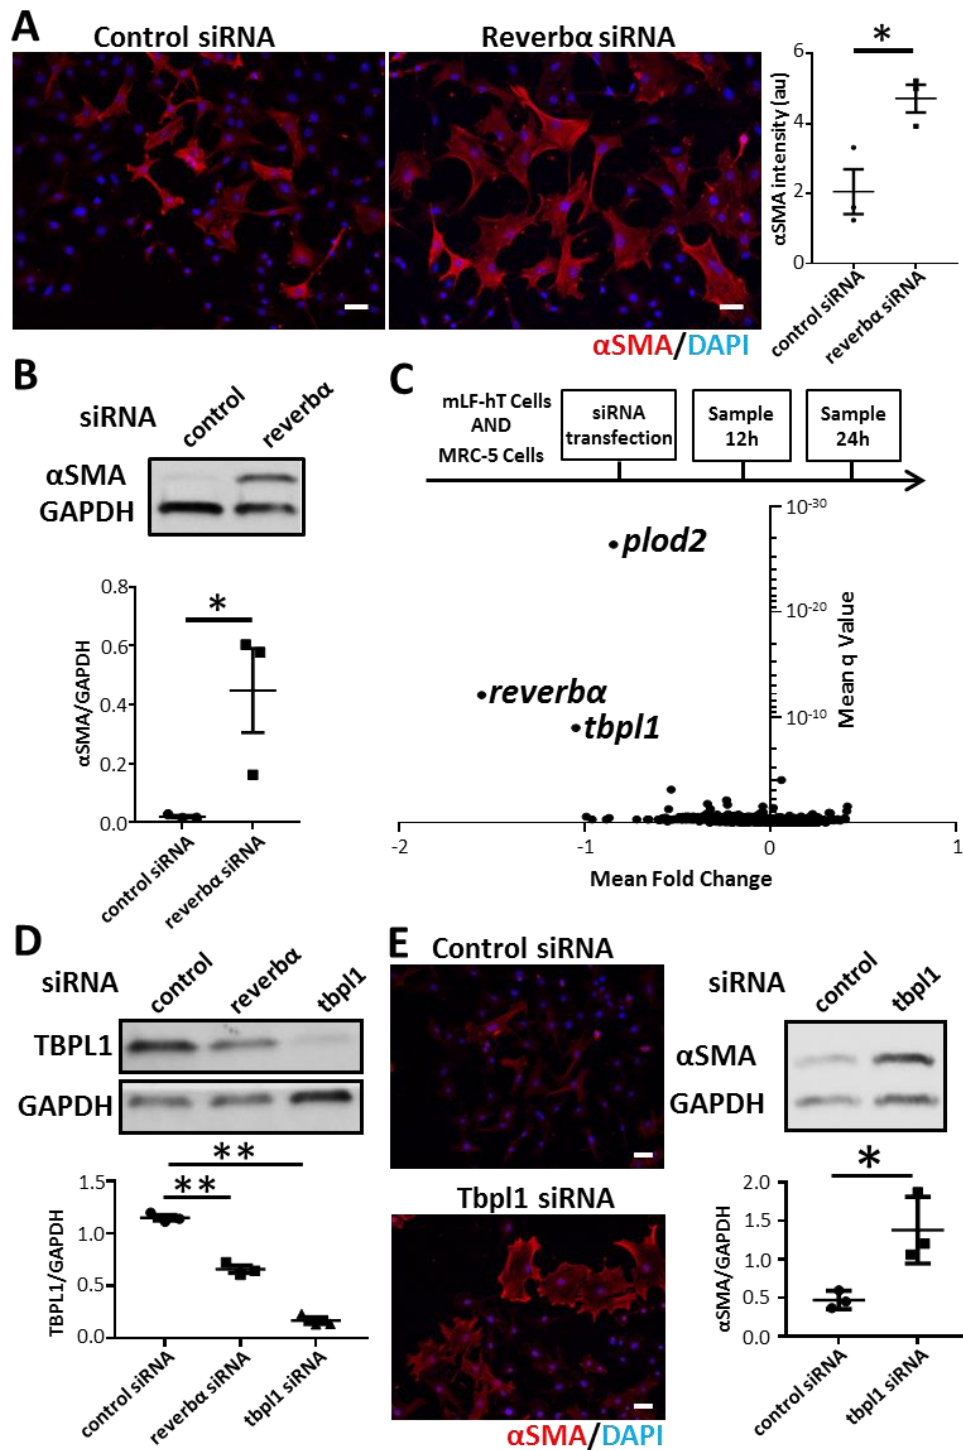 A
Control siRNA
Reverbα siRNA
*
αSMA intensity (au)
6
4
2
0
control siRNA
reverbα siRNA
αSMA/DAPI
B
siRNA
control
reverbα
αSMA
GAPDH
αSMA/GAPDH
0.8
0.6
0.4
0.2
0.0
*
control siRNA
reverbα siRNA
C
mLF-hT Cells
AND
MRC-5 Cells
siRNA
transfection
Sample
12h
Sample
24h
plod2
reverbα
tbpl1
10-30
10-20
10-10
Mean q Value
-2
-1
0
1
Mean Fold Change
D
siRNA
control
reverbα
tbpl1
TBPL1
GAPDH
**
**
TBPL1/GAPDH
1.5
1.0
0.5
0.0
control siRNA
reverbα siRNA
tbpl1 siRNA
E
Control siRNA
Tbpl1 siRNA
αSMA/DAPI
siRNA
control
tbpl1
αSMA
GAPDH
*
αSMA/GAPDH
2.0
1.5
1.0
0.5
0.0
control siRNA
tbpl1 siRNA